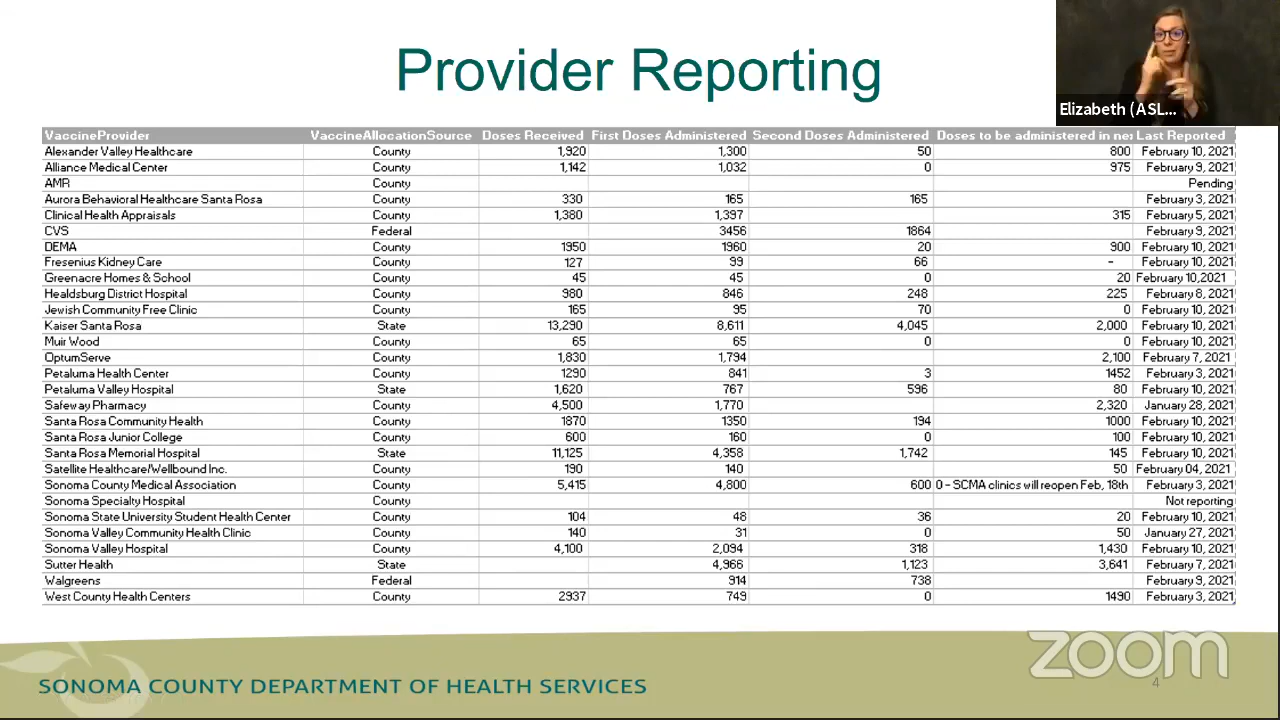 Provider Reporting
Elizabeth (ASL...
VaccineProvider VaccineAllocationSource Doses Received First Doses Administered Second Doses Administered Doses to be administered in nex Last Reported
Alexander Valley Healthcare County 1,920 1,300 50 800 February 10, 2021
Alliance Medical Center County 1,142 1,032 0 975 February 9, 2021
AMR County Pending
Aurora Behavioral Healthcare Santa Rosa County 330 165 165 February 3, 2021
Clinical Health Appraisals County 1,380 1,397 315 February 5, 2021
CVS Federal 3456 1864 February 9, 2021
DEMA County 1950 1960 20 900 February 10, 2021
Fresenius Kidney Care County 127 99 66 - February 10, 2021
Greenacre Homes & School County 45 45 0 20 February 10,2021
Healdsburg District Hospital County 980 846 248 225 February 8, 2021
Jewish Community Free Clinic County 165 95 70 0 February 10, 2021
Kaiser Santa Rosa State 13,290 8,611 4,045 2,000 February 10, 2021
Muir Wood County 65 65 0 0 February 10, 2021
OptumServe County 1,830 1,794 2,100 February 7, 2021
Petaluma Health Center County 1290 841 3 1452 February 3, 2021
Petaluma Valley Hospital State 1,620 767 596 80 February 10, 2021
Safeway Pharmacy County 4,500 1,770 2,320 January 28, 2021
Santa Rosa Community Health County 1870 1350 194 1000 February 10, 2021
Santa Rosa Junior College County 600 160 0 100 February 10, 2021
Santa Rosa Memorial Hospital State 11,125 4,358 1,742 145 February 10, 2021
Satellite Healthcare/Wellbound Inc. County 190 140 50 February 04, 2021
Sonoma County Medical Association County 5,415 4,800 600 0 - SCMA clinics will reopen Feb, 18th February 3, 2021
Sonoma Specialty Hospital County Not reporting
Sonoma State University Student Health Center County 104 48 36 20 February 10, 2021
Sonoma Valley Community Health Clinic County 140 31 0 50 January 27, 2021
Sonoma Valley Hospital County 4,100 2,094 318 1,430 February 10, 2021
Sutter Health State 4,966 1,123 3,641 February 7, 2021
Walgreens Federal 914 738 February 9, 2021
West County Health Centers County 2937 749 0 1490 February 3, 2021
zoom
4
SONOMA COUNTY DEPARTMENT OF HEALTH SERVICES